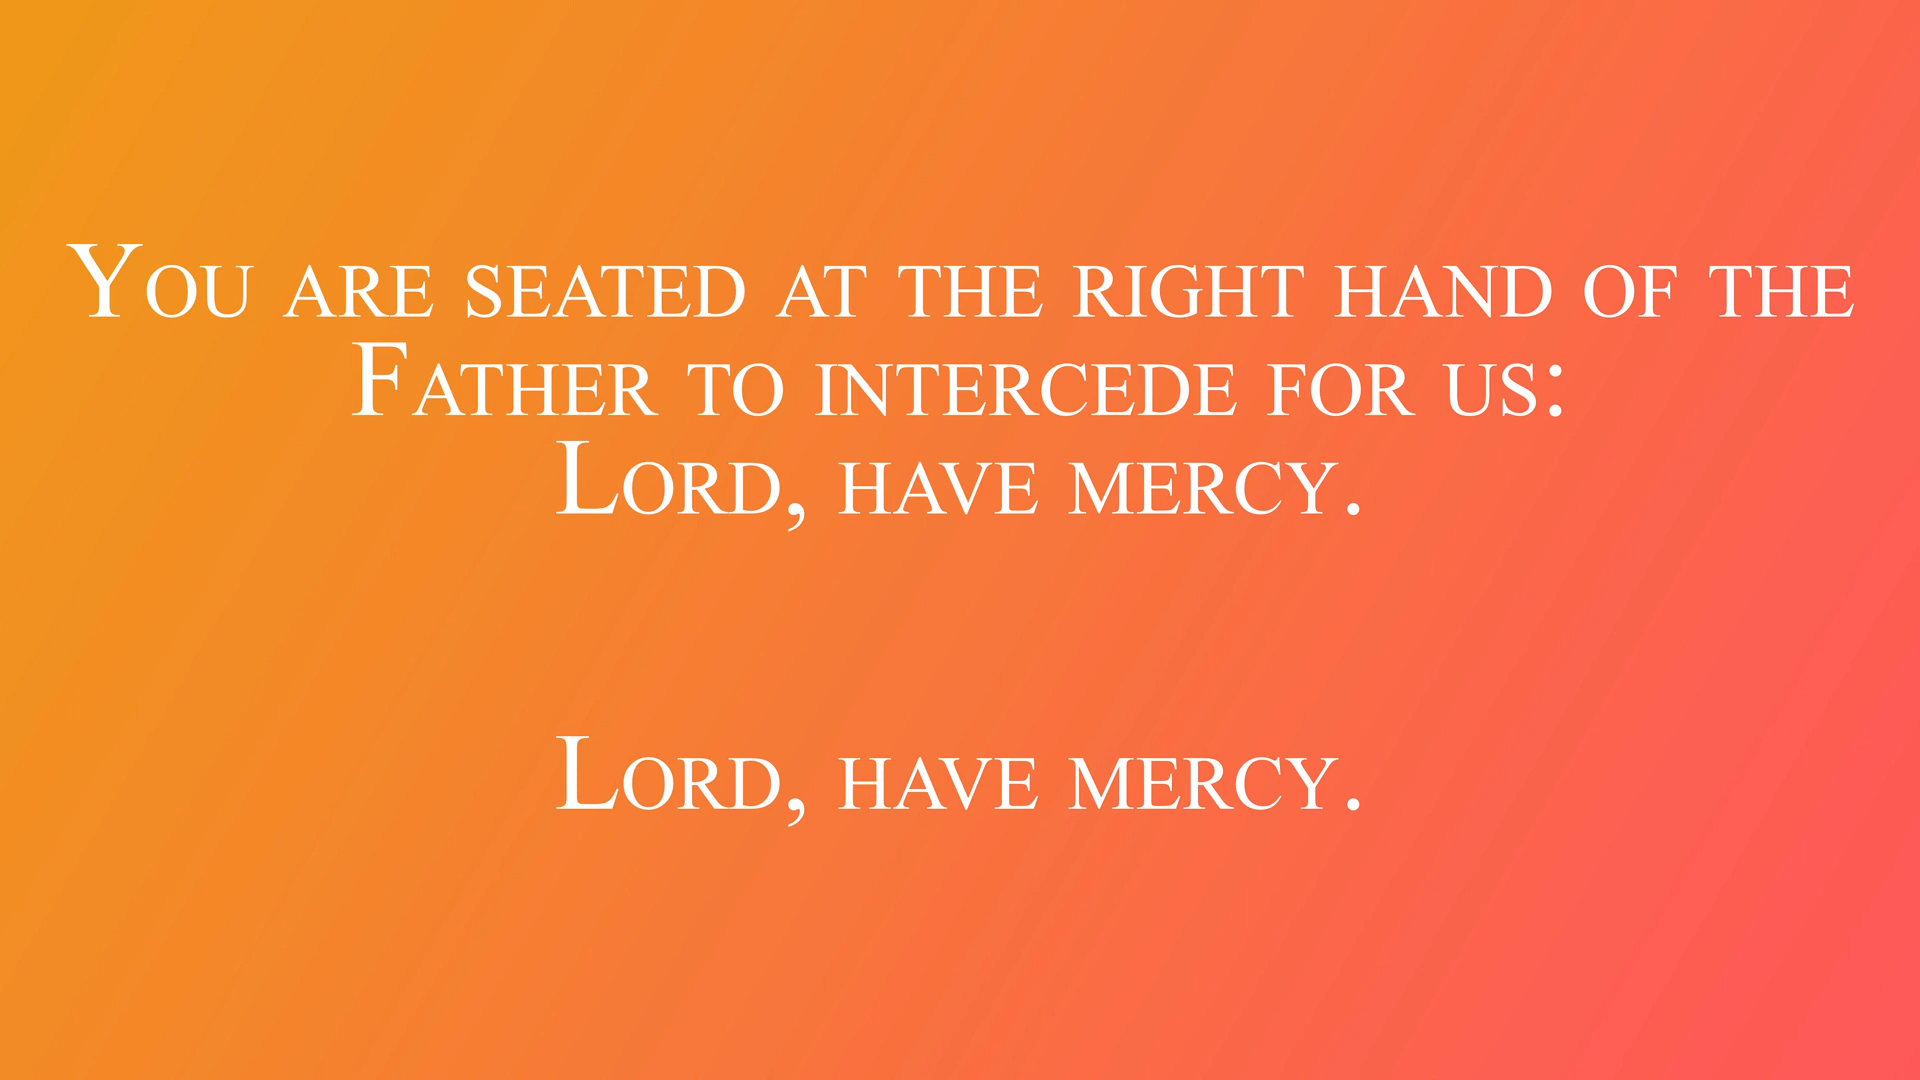 You are seated at the right hand of the
Father to intercede for us:
Lord, have mercy.
Lord, have mercy.